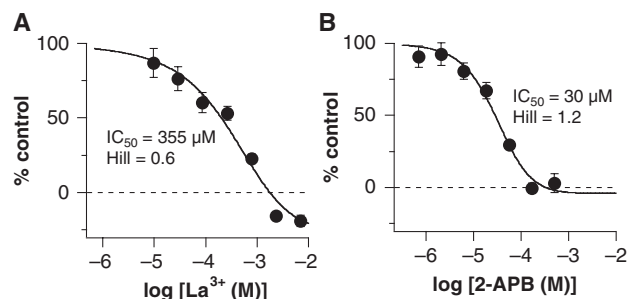 A
% control
100
50
0
IC₅₀ = 355 µM
Hill = 0.6
–6 –5 –4 –3 –2 –1
log [La³⁺ (M)]
B
% control
100
50
0
IC₅₀ = 30 µM
Hill = 1.2
–6 –5 –4 –3 –2
log [2-APB (M)]